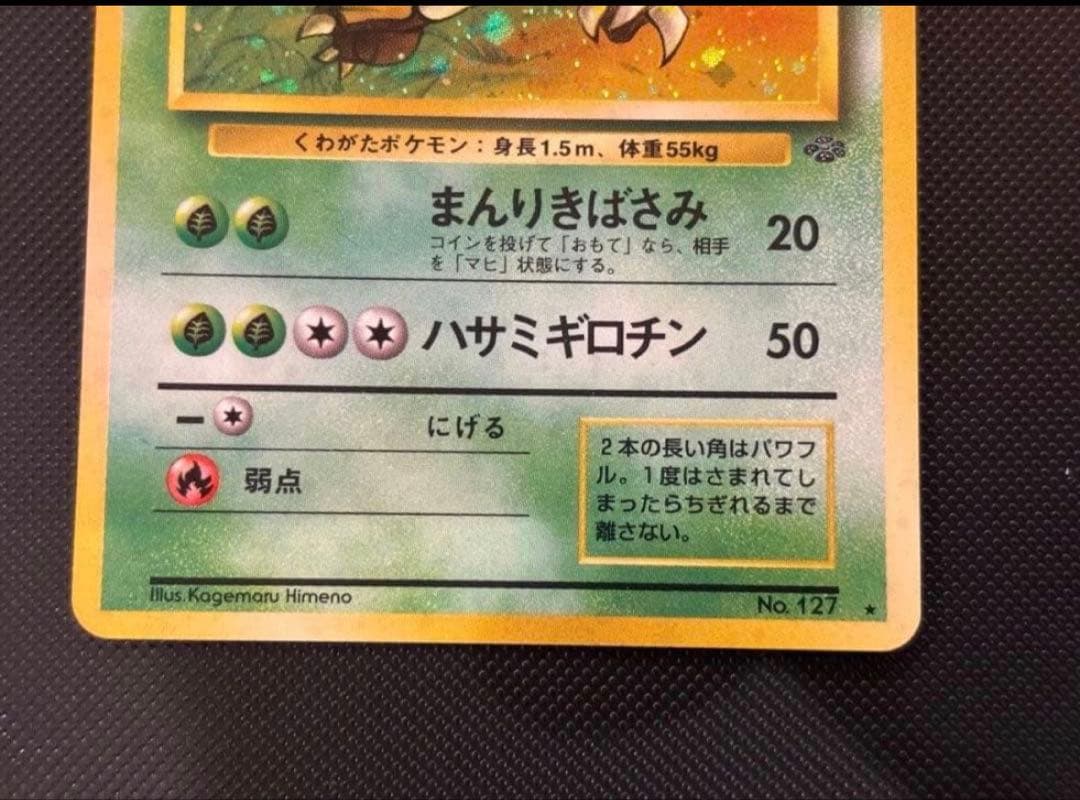 くわがたポケモン：身長1.5m、体重55kg
まんりきばさみ 20
コインを投げて「おもて」なら、相手
を「マヒ」状態にする。
ハサミギロチン 50
にげる
弱点
2本の長い角はパワフ
ル。1度はさまれてし
まったらちぎれるまで
離さない。
Illus.Kagemaru Himeno
No. 127 ★